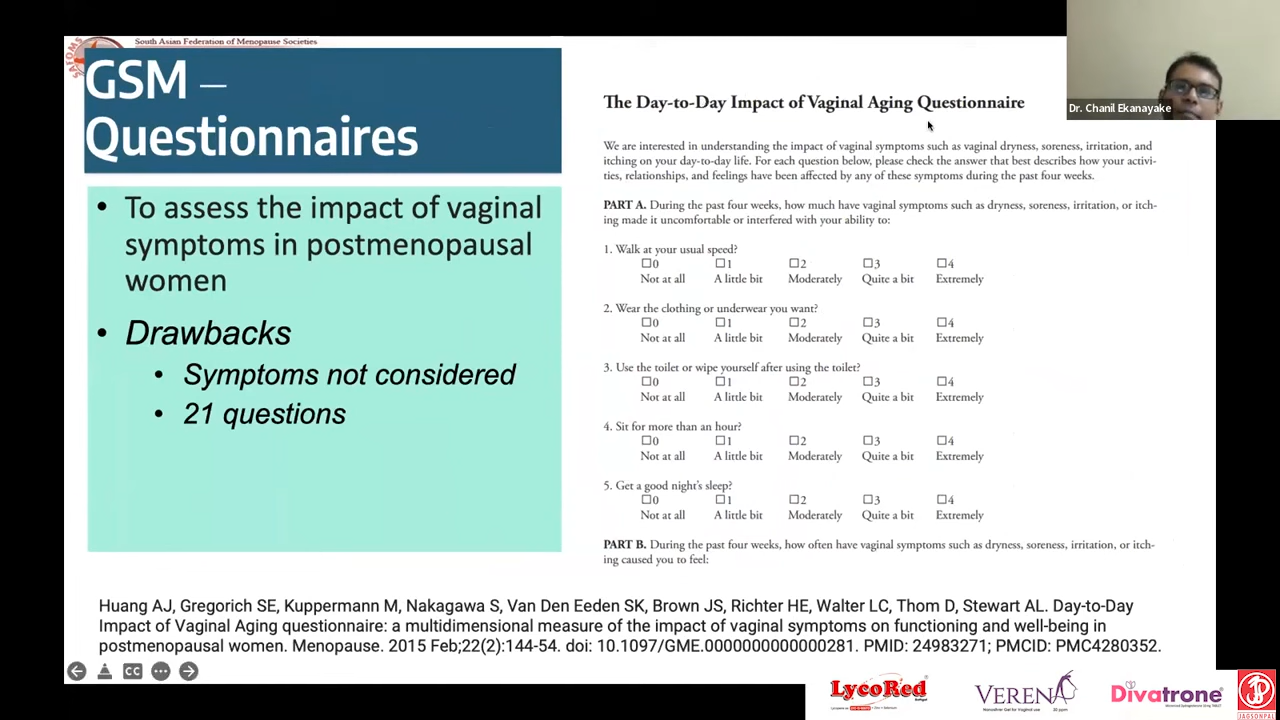 South Asian Federation of Menopause Societies
GSM –
Questionnaires
• To assess the impact of vaginal
symptoms in postmenopausal
women
• Drawbacks
• Symptoms not considered
• 21 questions
The Day-to-Day Impact of Vaginal Aging Questionnaire
We are interested in understanding the impact of vaginal symptoms such as vaginal dryness, soreness, irritation, and
itching on your day-to-day life. For each question below, please check the answer that best describes how your activi-
ties, relationships, and feelings have been affected by any of these symptoms during the past four weeks.
PART A. During the past four weeks, how much have vaginal symptoms such as dryness, soreness, irritation, or itch-
ing made it uncomfortable or interfered with your ability to:
1. Walk at your usual speed?
☐0 ☐1 ☐2 ☐3 ☐4
Not at all A little bit Moderately Quite a bit Extremely
2. Wear the clothing or underwear you want?
☐0 ☐1 ☐2 ☐3 ☐4
Not at all A little bit Moderately Quite a bit Extremely
3. Use the toilet or wipe yourself after using the toilet?
☐0 ☐1 ☐2 ☐3 ☐4
Not at all A little bit Moderately Quite a bit Extremely
4. Sit for more than an hour?
☐0 ☐1 ☐2 ☐3 ☐4
Not at all A little bit Moderately Quite a bit Extremely
5. Get a good night's sleep?
☐0 ☐1 ☐2 ☐3 ☐4
Not at all A little bit Moderately Quite a bit Extremely
PART B. During the past four weeks, how often have vaginal symptoms such as dryness, soreness, irritation, or itch-
ing caused you to feel:
Huang AJ, Gregorich SE, Kuppermann M, Nakagawa S, Van Den Eeden SK, Brown JS, Richter HE, Walter LC, Thom D, Stewart AL. Day-to-Day
Impact of Vaginal Aging questionnaire: a multidimensional measure of the impact of vaginal symptoms on functioning and well-being in
postmenopausal women. Menopause. 2015 Feb;22(2):144-54. doi: 10.1097/GME.0000000000000281. PMID: 24983271; PMCID: PMC4280352.
Dr. Chanil Ekanayake
CC
LycoRed
VERENA
Divatrone
JAGSONPAL